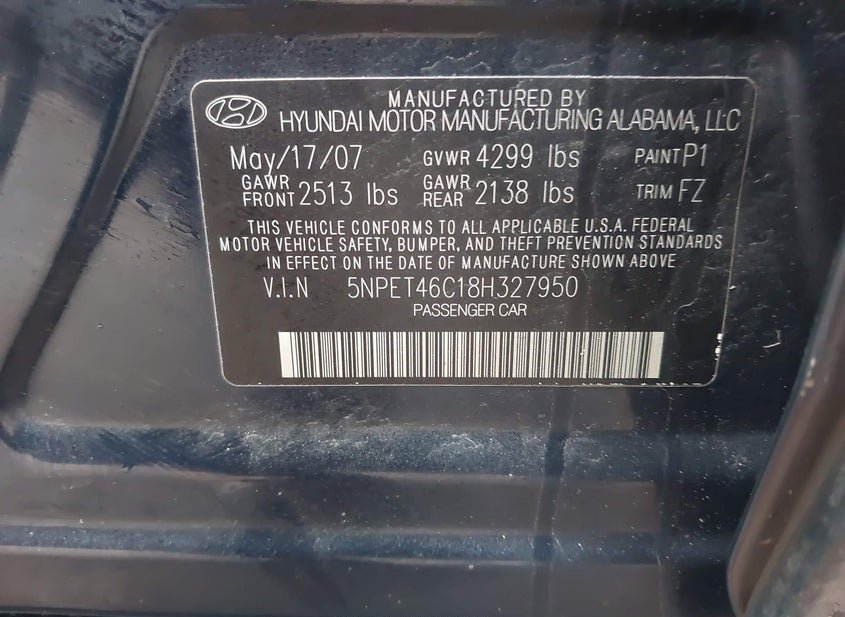 MANUFACTURED BY
HYUNDAI MOTOR MANUFACTURING ALABAMA, LLC
May/17/07 GVWR 4299 lbs PAINT P1
GAWR FRONT 2513 lbs GAWR REAR 2138 lbs TRIM FZ
THIS VEHICLE CONFORMS TO ALL APPLICABLE U.S.A. FEDERAL
MOTOR VEHICLE SAFETY, BUMPER, AND THEFT PREVENTION STANDARDS
IN EFFECT ON THE DATE OF MANUFACTURE SHOWN ABOVE
V.I.N 5NPET46C18H327950
PASSENGER CAR